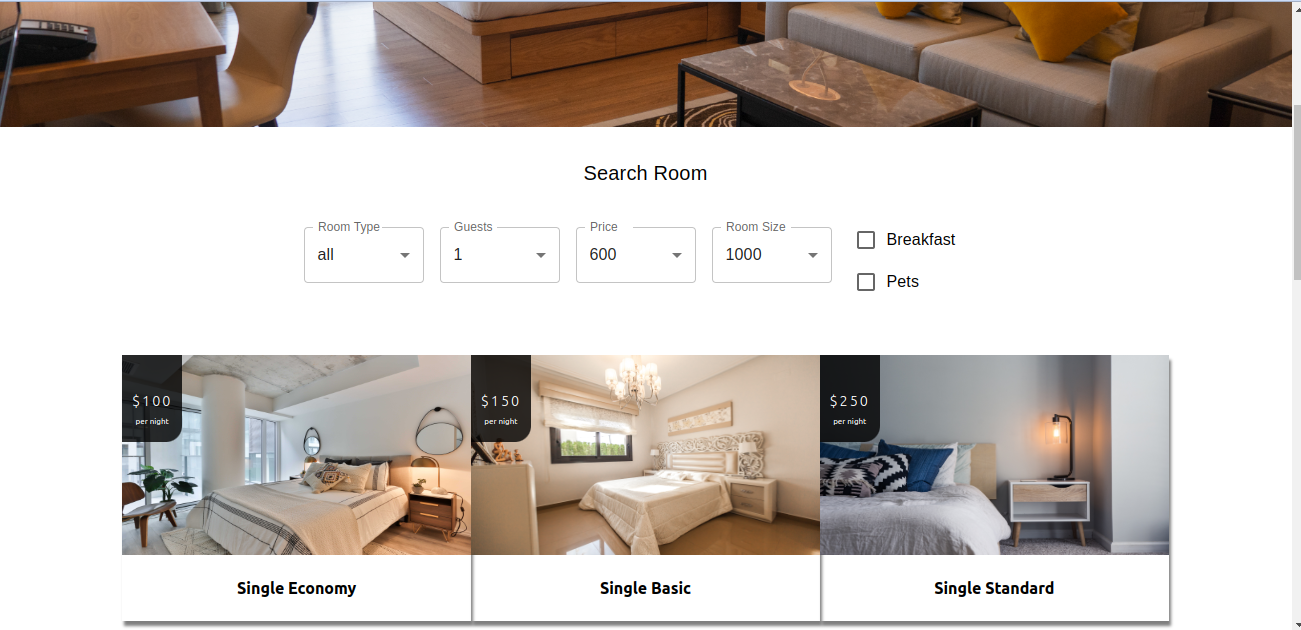 Search Room
Room Type
all
Guests
1
Price
600
Room Size
1000
Breakfast
Pets
$100
per night
Single Economy
$150
per night
Single Basic
$250
per night
Single Standard